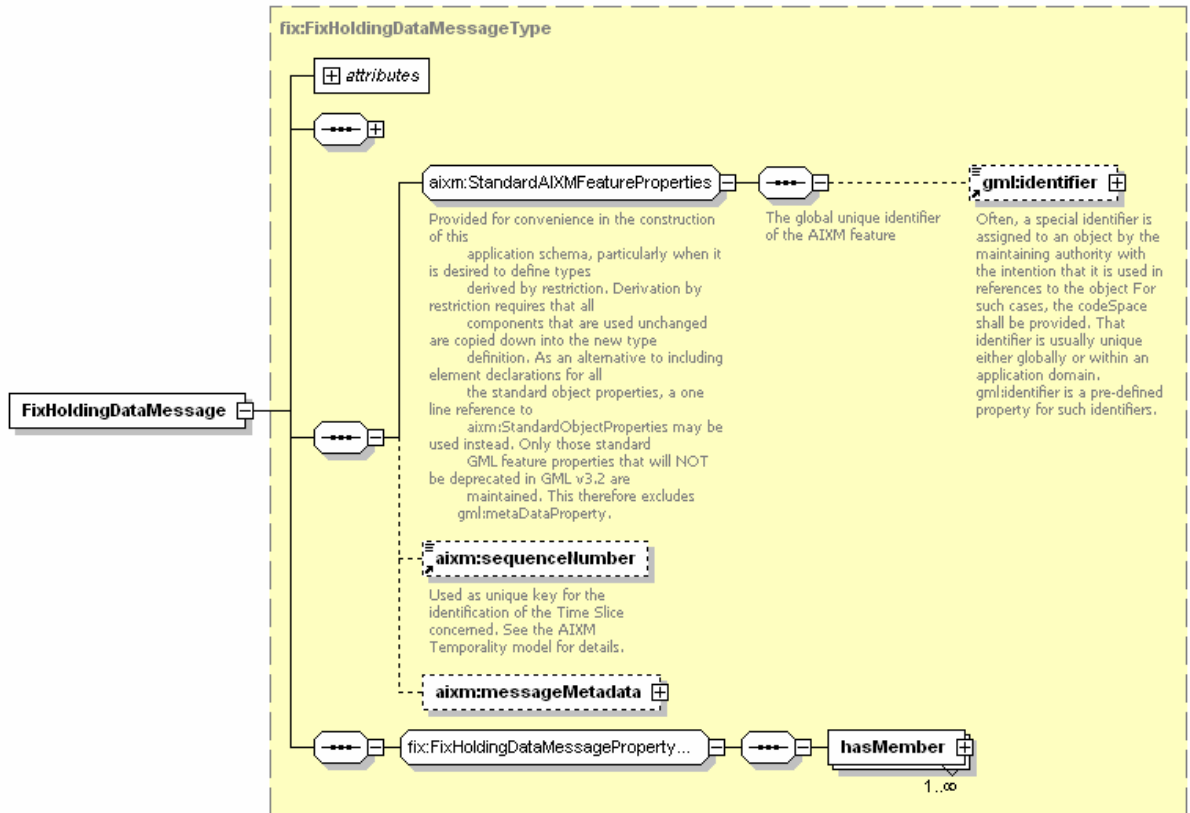 fix:FixHoldingDataMessageType
attributes
aixm:StandardAIXMFeatureProperties
Provided for convenience in the construction
of this
application schema, particularly when it
is desired to define types
derived by restriction. Derivation by
restriction requires that all
components that are used unchanged
are copied down into the new type
definition. As an alternative to including
element declarations for all
the standard object properties, a one
line reference to
aixm:StandardObjectProperties may be
used instead. Only those standard
GML feature properties that will NOT
be deprecated in GML v3.2 are
maintained. This therefore excludes
gml:metaDataProperty.
The global unique identifier
of the AIXM feature
gml:identifier
Often, a special identifier is
assigned to an object by the
maintaining authority with
the intention that it is used in
references to the object For
such cases, the codeSpace
shall be provided. That
identifier is usually unique
either globally or within an
application domain.
gml:identifier is a pre-defined
property for such identifiers.
FixHoldingDataMessage
aixm:sequenceNumber
Used as unique key for the
identification of the Time Slice
concerned. See the AIXM
Temporality model for details.
aixm:messageMetadata
fix:FixHoldingDataMessageProperty...
hasMember
1..∞